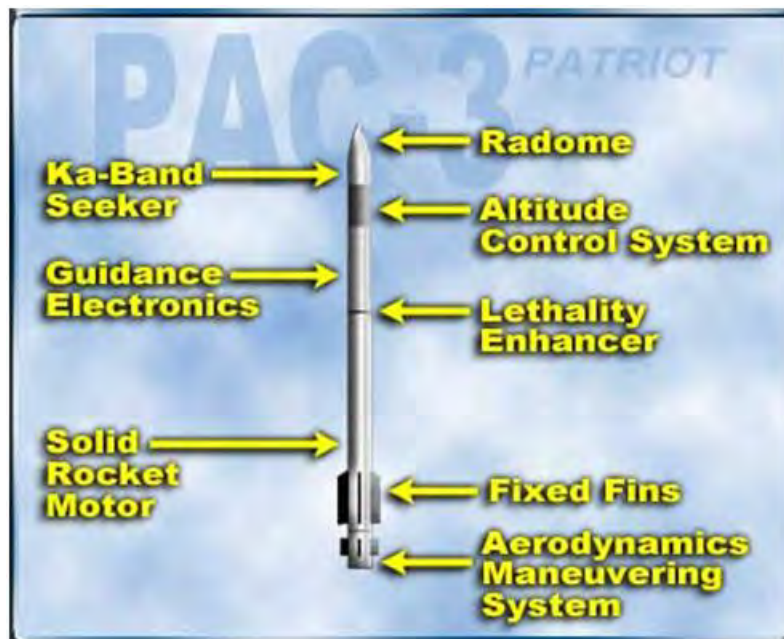 PAC-3 PATRIOT
Radome
Ka-Band
Seeker
Altitude
Control System
Guidance
Electronics
Lethality
Enhancer
Solid
Rocket
Motor
Fixed Fins
Aerodynamics
Maneuvering
System